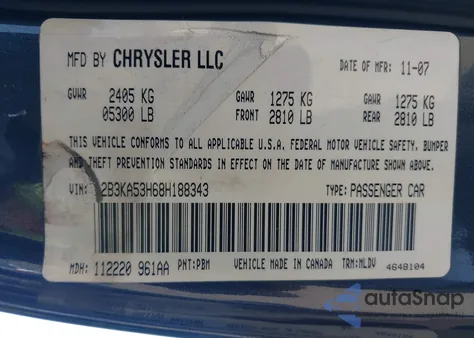 MFD BY CHRYSLER LLC DATE OF MFR: 11-07
GVWR 2405 KG GAWR 1275 KG GAWR 1275 KG
05300 LB FRONT 2810 LB REAR 2810 LB
THIS VEHICLE CONFORMS TO ALL APPLICABLE U.S.A. FEDERAL MOTOR VEHICLE SAFETY, BUMPER
AND THEFT PREVENTION STANDARDS IN EFFECT ON THE DATE OF MANUFACTURE SHOWN ABOVE.
VIN: 2B3KA53H68H188343 TYPE: PASSENGER CAR
MDH: 112220 961AA PNT:PBM VEHICLE MADE IN CANADA TRM:NLDV
4648104
autoSnap